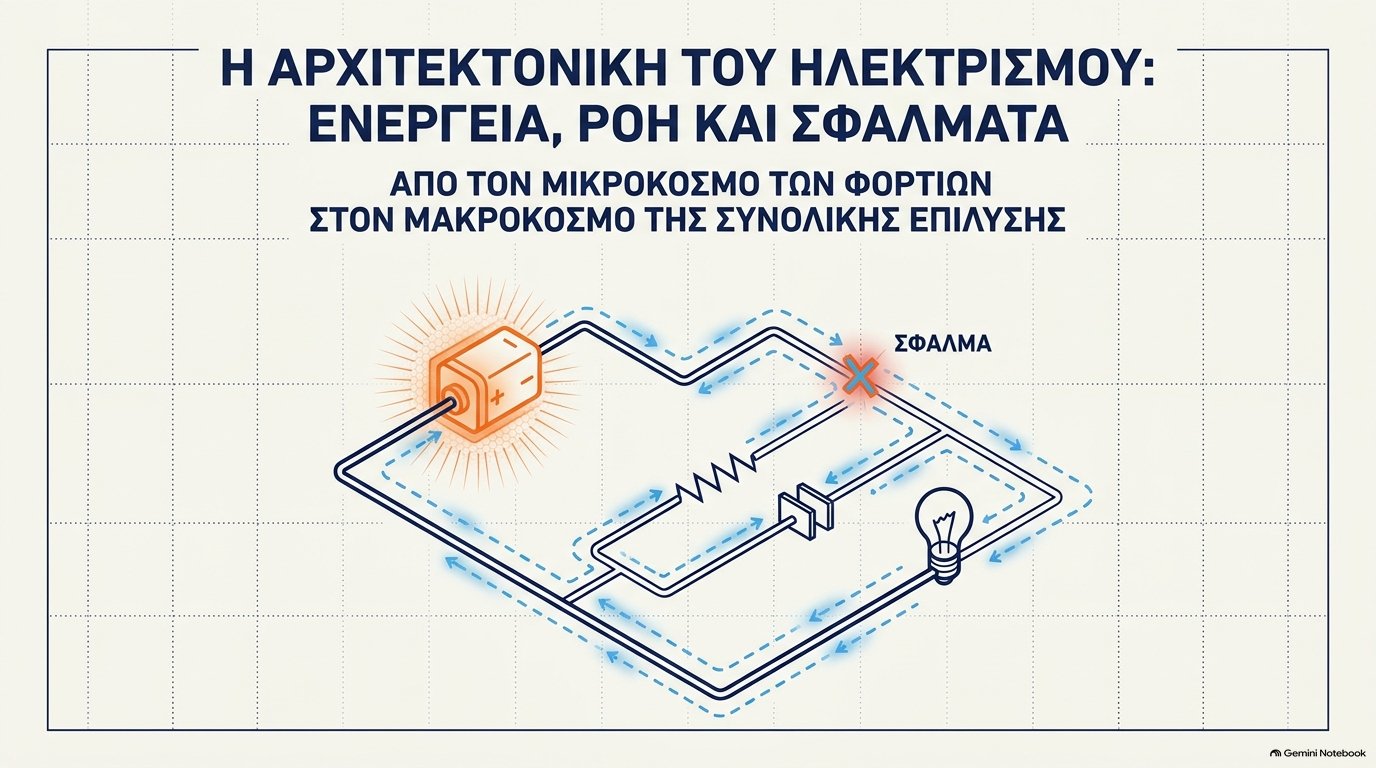 Η ΑΡΧΙΤΕΚΤΟΝΙΚΗ ΤΟΥ ΗΛΕΚΤΡΙΣΜΟΥ:
ΕΝΕΡΓΕΙΑ, ΡΟΗ ΚΑΙ ΣΦΑΛΜΑΤΑ
ΑΠΟ ΤΟΝ ΜΙΚΡΟΚΟΣΜΟ ΤΩΝ ΦΟΡΤΙΩΝ
ΣΤΟΝ ΜΑΚΡΟΚΟΣΜΟ ΤΗΣ ΣΥΝΟΛΙΚΗΣ ΕΠΙΛΥΣΗΣ
ΣΦΑΛΜΑ
Gemini Notebook